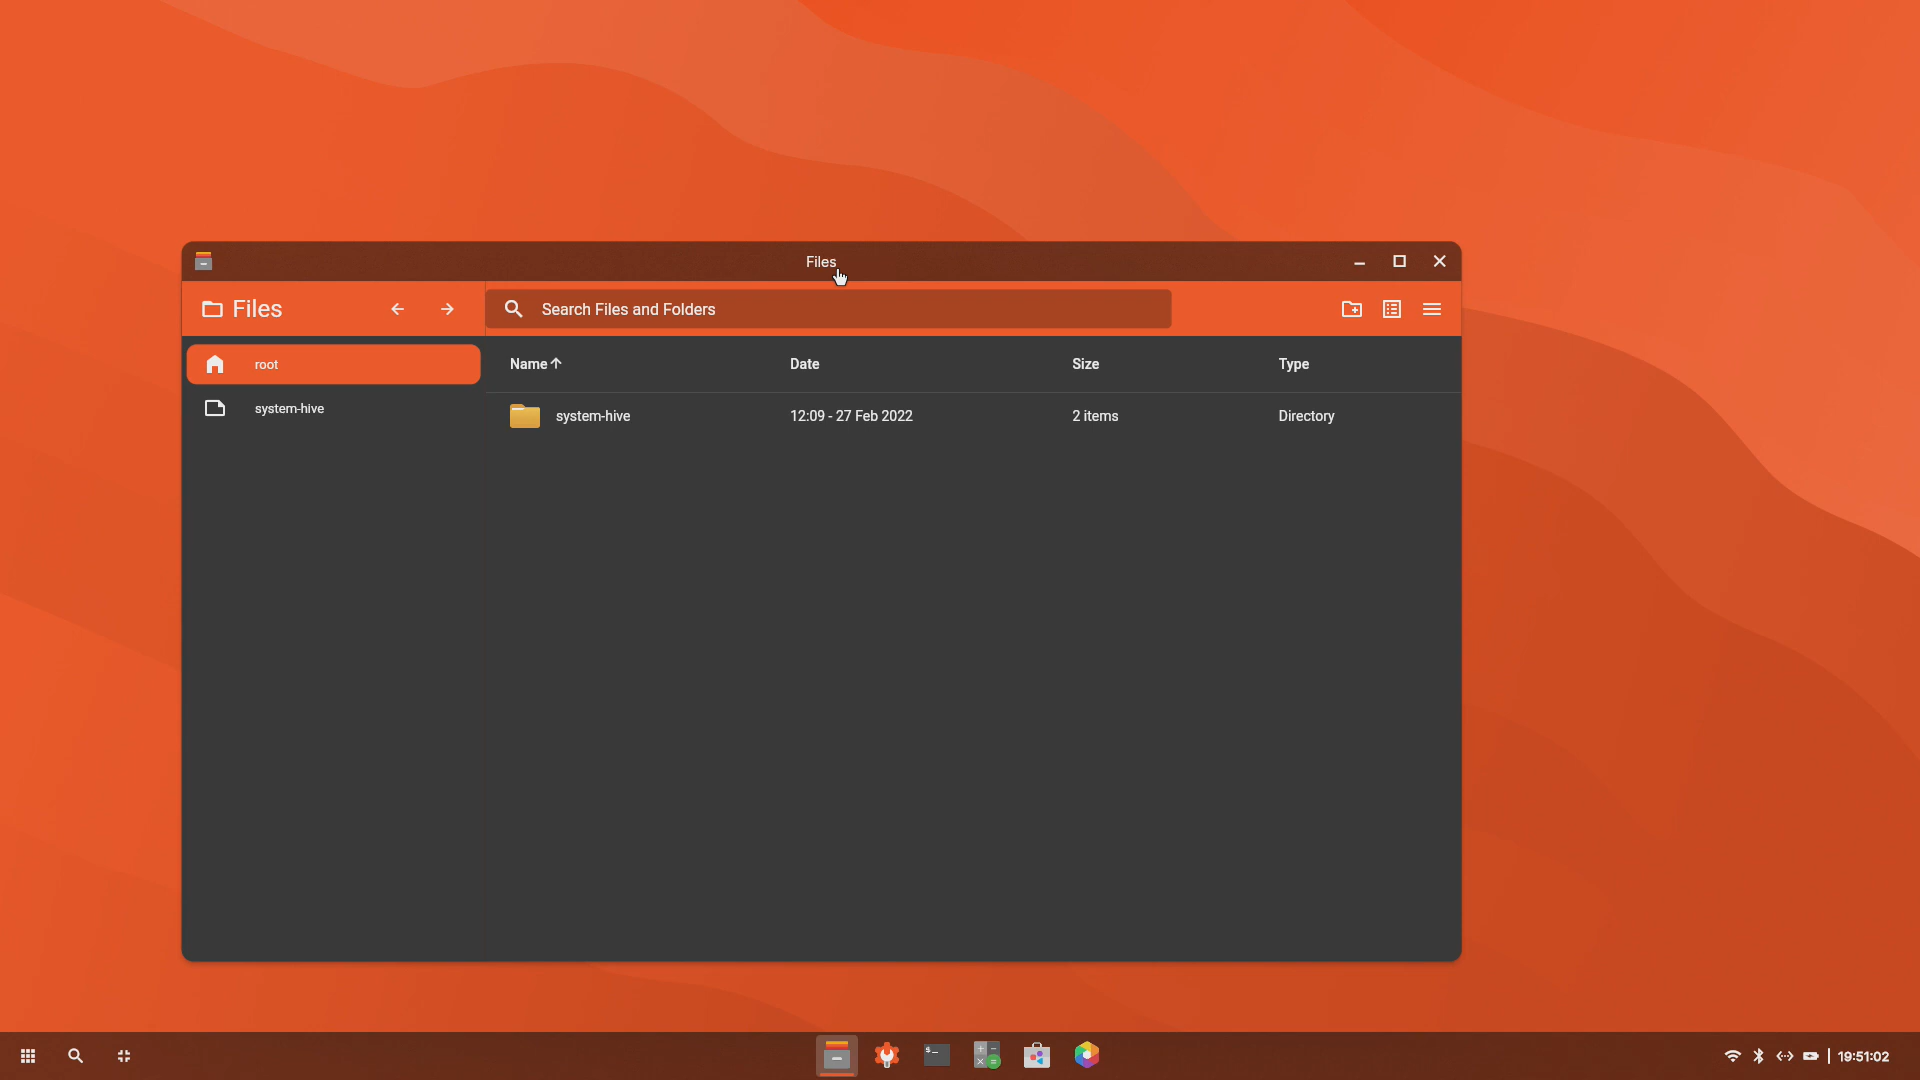 Files
Files
Search Files and Folders
root
system-hive
Name Date Size Type
system-hive 12:09 - 27 Feb 2022 2 items Directory
$_
19:51:02